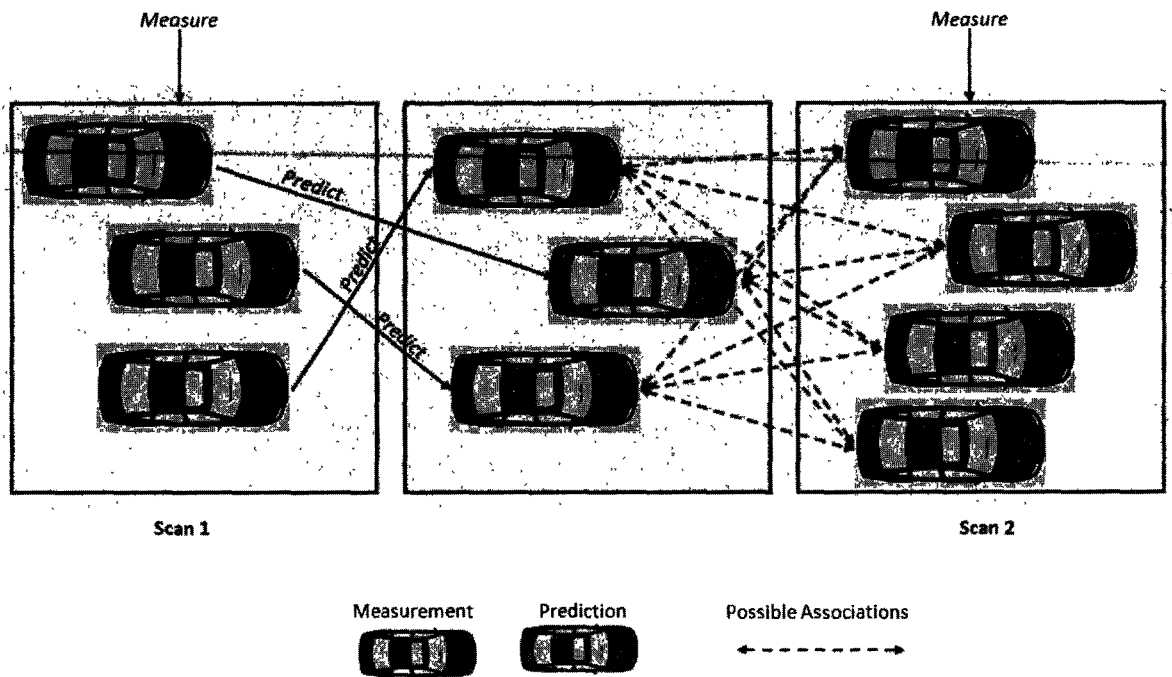 Measure
Measure
Predict
Predict
Predict
Scan 1
Scan 2
Measurement
Prediction
Possible Associations